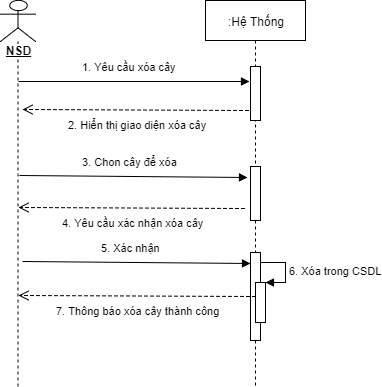 :Hệ Thống
NSD
1. Yêu cầu xóa cây
2. Hiển thị giao diện xóa cây
3. Chon cây để xóa
4. Yêu cầu xác nhận xóa cây
5. Xác nhận
6. Xóa trong CSDL
7. Thông báo xóa cây thành công